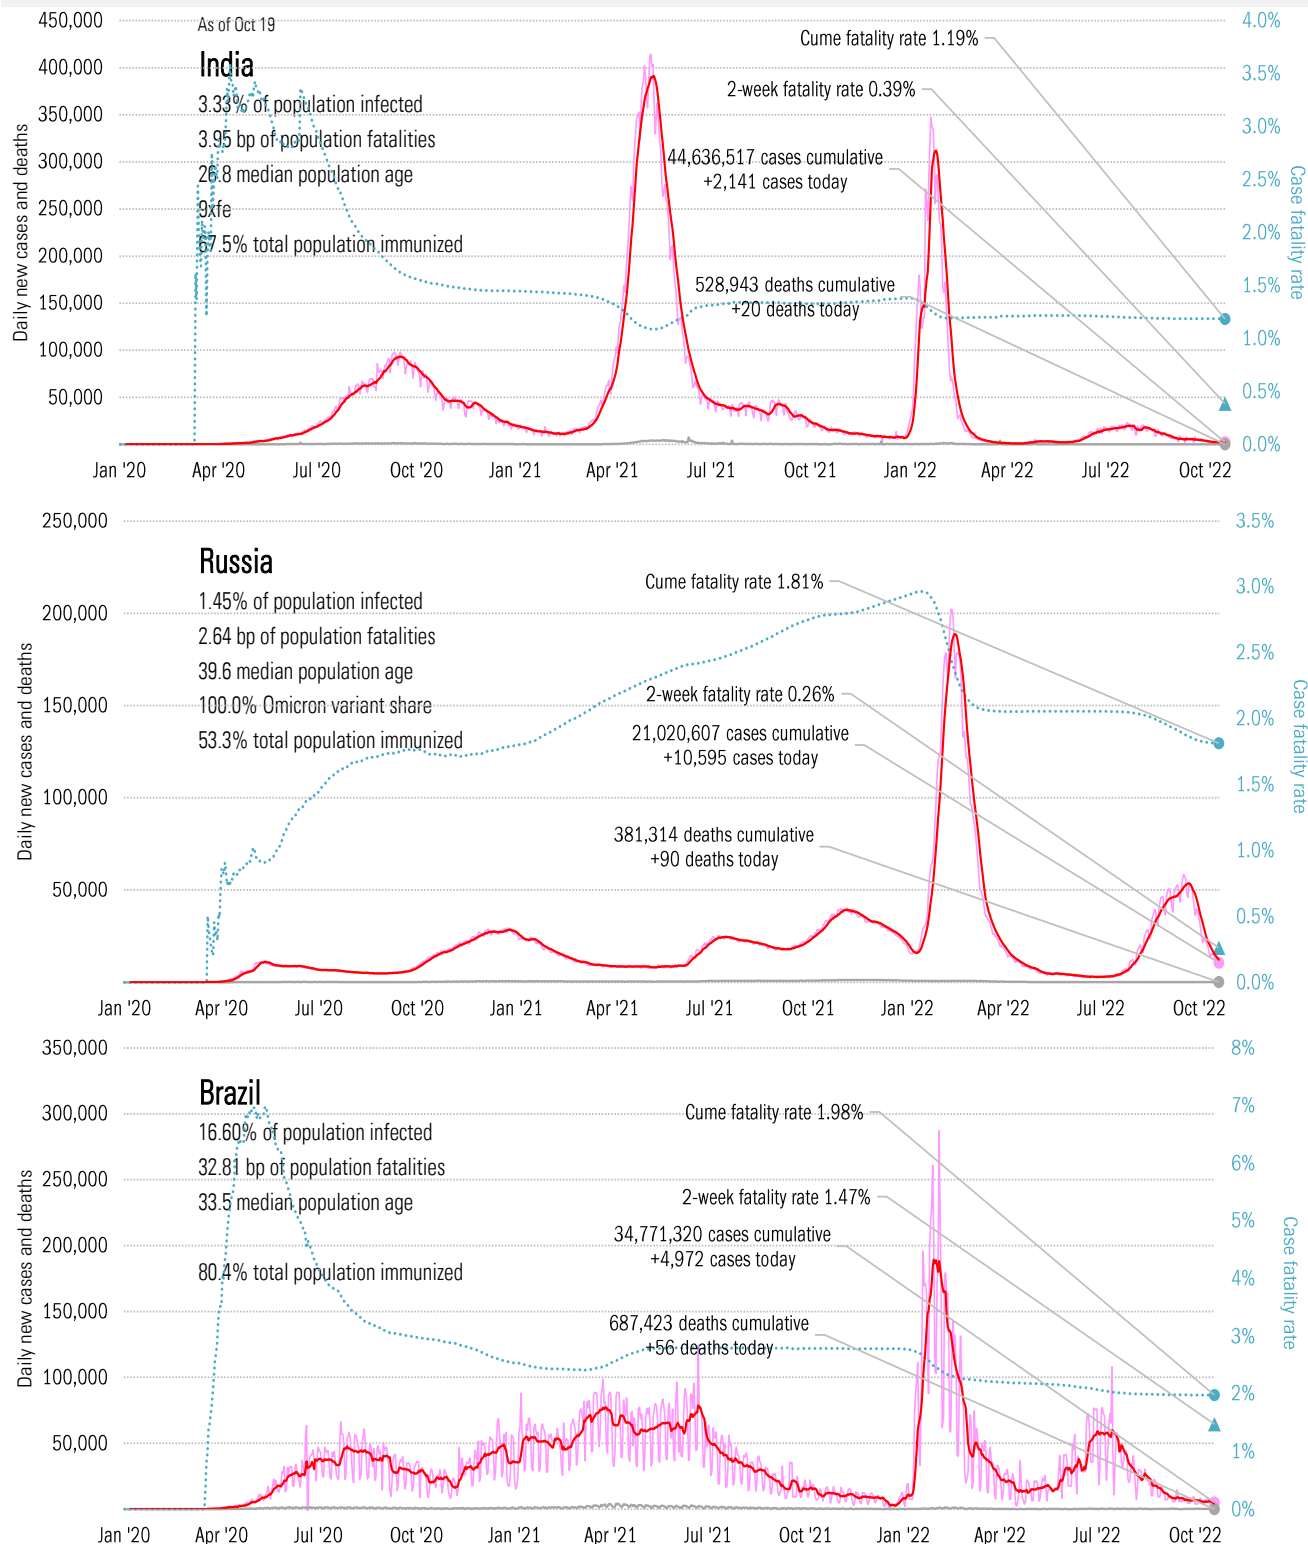 As of Oct 19
India
3.33% of population infected
3.95 bp of population fatalities
28.8 median population age
9xfe
67.5% total population immunized
Cume fatality rate 1.19%
2-week fatality rate 0.39%
44,636,517 cases cumulative
+2,141 cases today
528,943 deaths cumulative
+20 deaths today
Daily new cases and deaths
450,000
400,000
350,000
300,000
250,000
200,000
150,000
100,000
50,000
4.0%
3.5%
3.0%
2.5%
2.0%
1.5%
1.0%
0.5%
0.0%
Case fatality rate
Jan '20 Apr '20 Jul '20 Oct '20 Jan '21 Apr '21 Jul '21 Oct '21 Jan '22 Apr '22 Jul '22 Oct '22
Russia
1.45% of population infected
2.64 bp of population fatalities
39.6 median population age
100.0% Omicron variant share
53.3% total population immunized
Cume fatality rate 1.81%
2-week fatality rate 0.26%
21,020,607 cases cumulative
+10,595 cases today
381,314 deaths cumulative
+90 deaths today
Daily new cases and deaths
250,000
200,000
150,000
100,000
50,000
3.5%
3.0%
2.5%
2.0%
1.5%
1.0%
0.5%
0.0%
Case fatality rate
Jan '20 Apr '20 Jul '20 Oct '20 Jan '21 Apr '21 Jul '21 Oct '21 Jan '22 Apr '22 Jul '22 Oct '22
Brazil
16.60% of population infected
32.81 bp of population fatalities
33.5 median population age
80.4% total population immunized
Cume fatality rate 1.98%
2-week fatality rate 1.47%
34,771,320 cases cumulative
+4,972 cases today
687,423 deaths cumulative
+56 deaths today
Daily new cases and deaths
350,000
300,000
250,000
200,000
150,000
100,000
50,000
8%
7%
6%
5%
4%
3%
2%
1%
0%
Case fatality rate
Jan '20 Apr '20 Jul '20 Oct '20 Jan '21 Apr '21 Jul '21 Oct '21 Jan '22 Apr '22 Jul '22 Oct '22